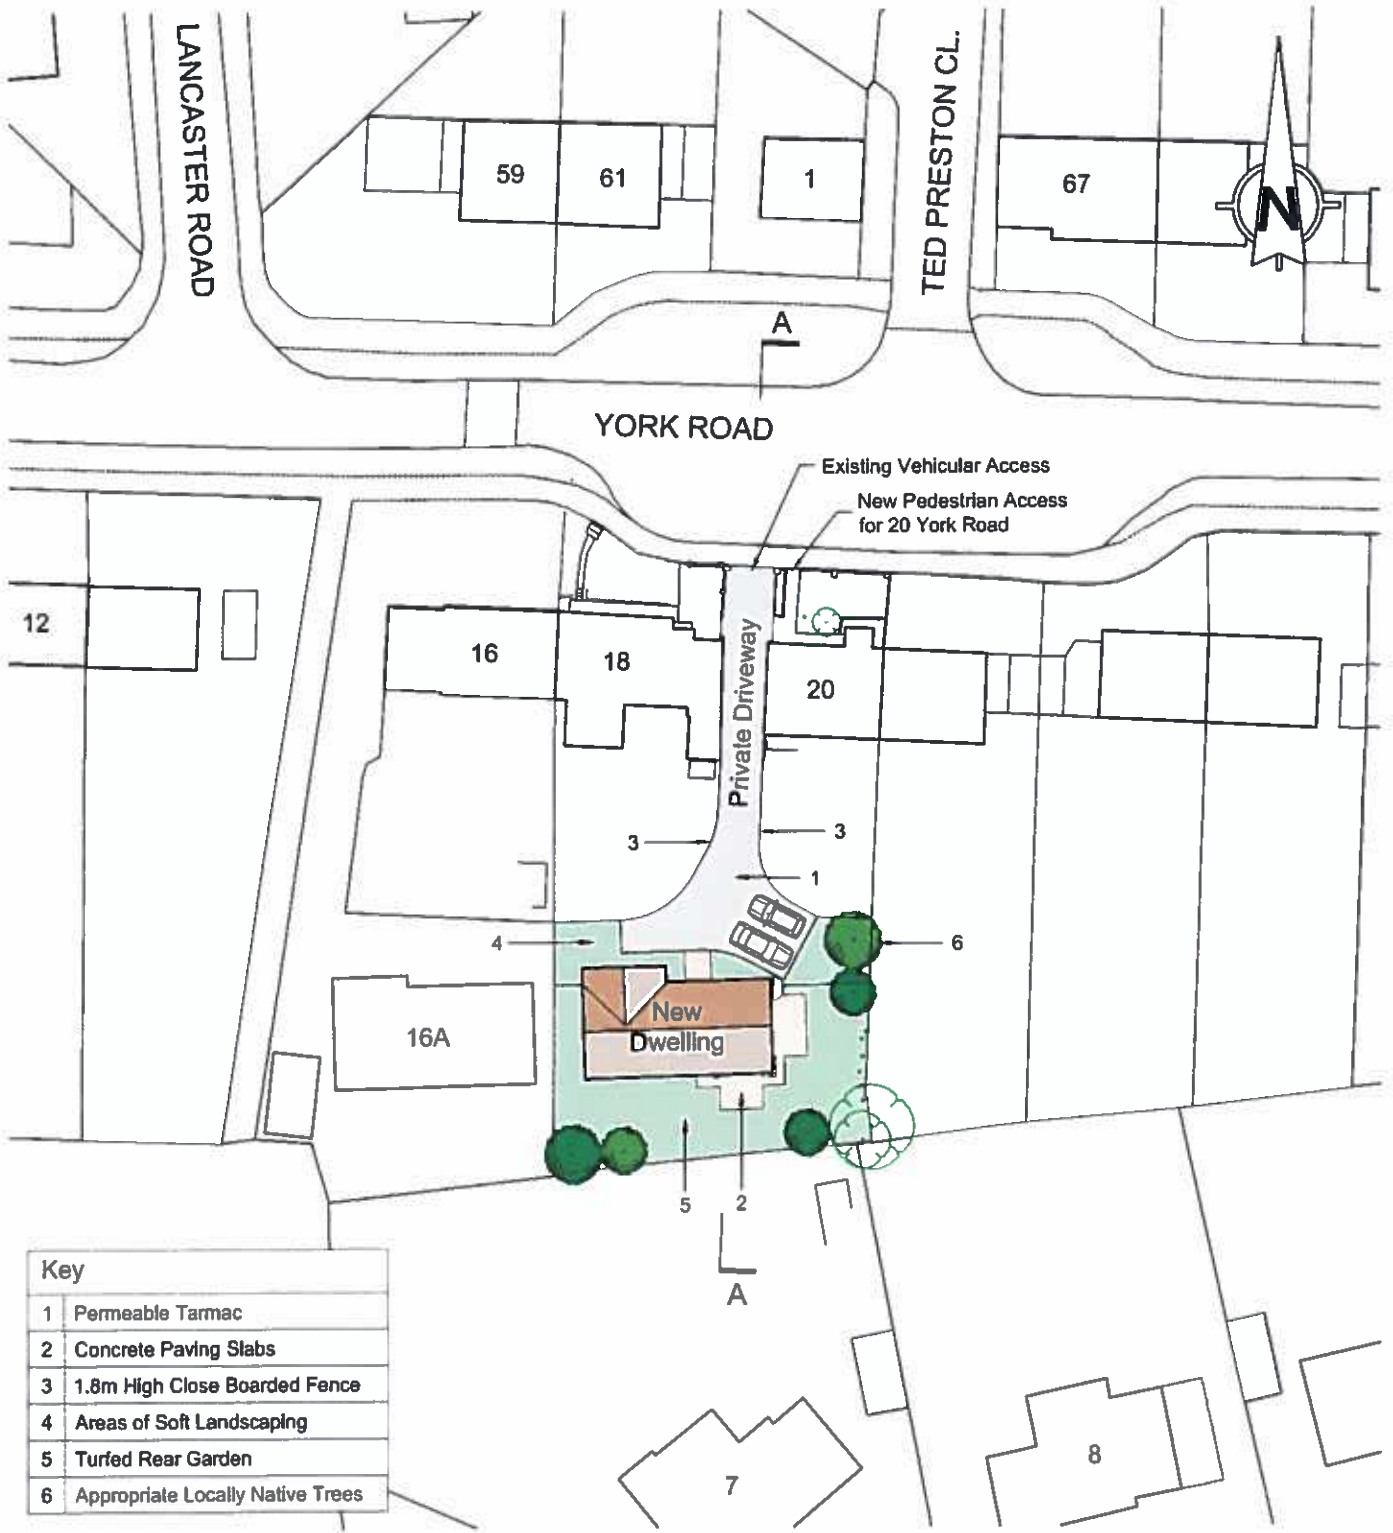 LANCASTER ROAD
TED PRESTON CL.
59
61
1
67
N
A
YORK ROAD
Existing Vehicular Access
New Pedestrian Access
for 20 York Road
12
16
18
Private Driveway
20
3
3
1
4
6
16A
New
Dwelling
5
2
A
Key
1 Permeable Tarmac
2 Concrete Paving Slabs
3 1.8m High Close Boarded Fence
4 Areas of Soft Landscaping
5 Turfed Rear Garden
6 Appropriate Locally Native Trees
7
8